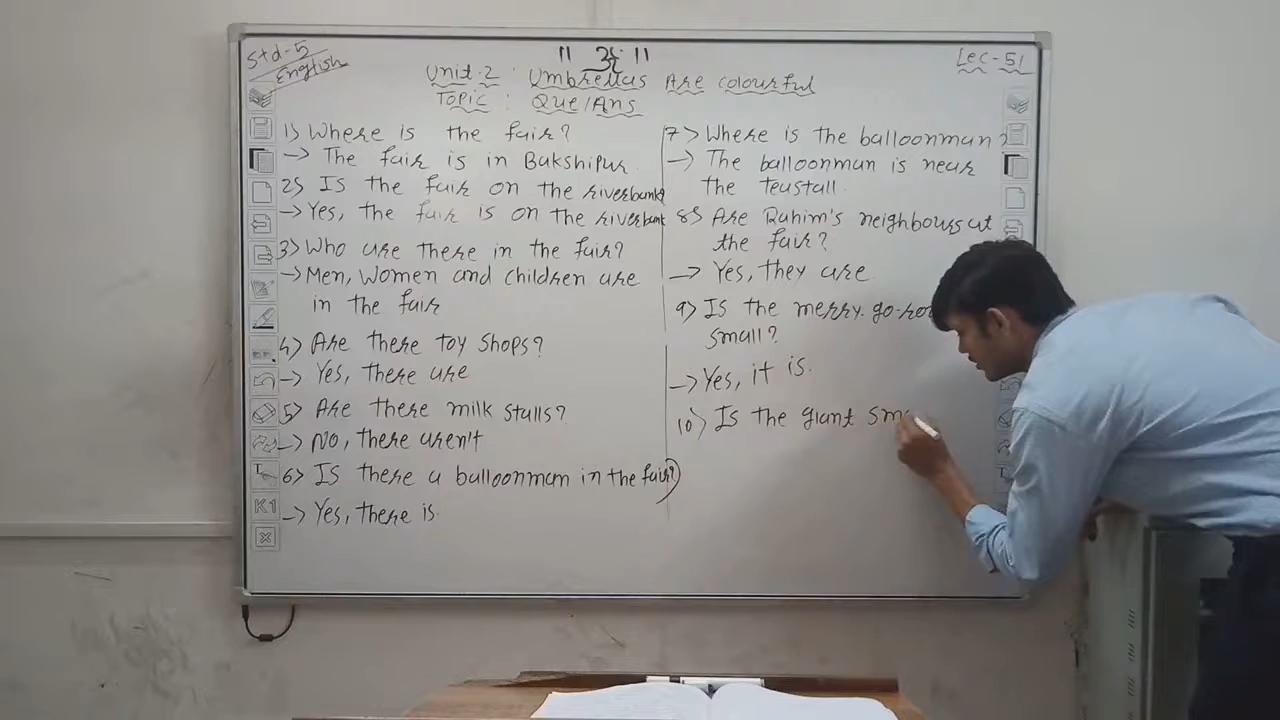 Std-5
English
Lec-51
Unit-2 : Umbrellas Are colourful
Topic : Que/Ans
1) Where is the fair?
→ The fair is in Bakshipur
2) Is the fair on the riverbank?
→ Yes, the fair is on the riverbank
3) Who are there in the fair?
→ Men, Women and children are
in the fair
4) Are there toy shops?
→ Yes, there are
5) Are there milk stalls?
→ No, there aren't
6) Is there a balloonman in the fair?
→ Yes, there is.
7) Where is the balloonman?
→ The balloonman is near
the teastall.
8) Are Rahim's neighbours at
the fair?
→ Yes, they are.
9) Is the merry-go-
small?
→ Yes, it is.
10) Is the giant
K1